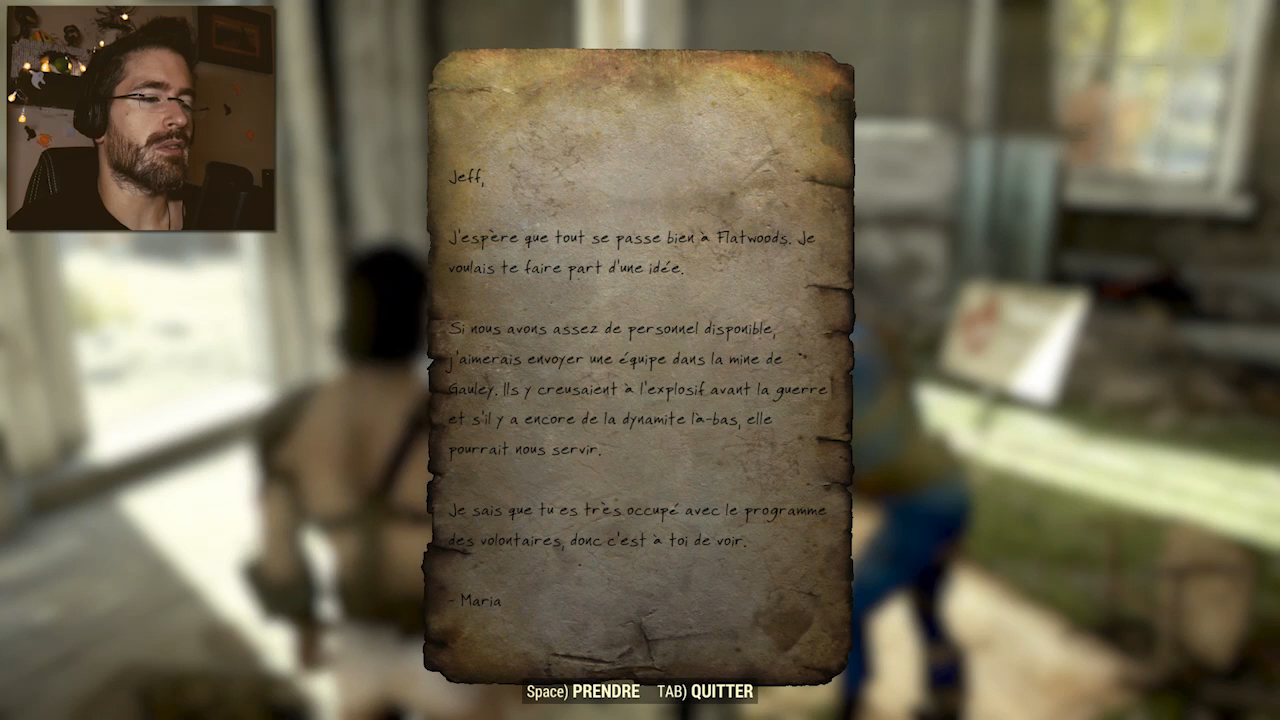 Jeff,
J'espère que tout se passe bien à Flatwoods. Je
voulais te faire part d'une idée.
Si nous avons assez de personnel disponible,
j'aimerais envoyer une équipe dans la mine de
Gauley. Ils y creusaient à l'explosif avant la guerre
et s'il y a encore de la dynamite là-bas, elle
pourrait nous servir.
Je sais que tu es très occupé avec le programme
des volontaires, donc c'est à toi de voir.
- Maria
Space) PRENDRE TAB) QUITTER